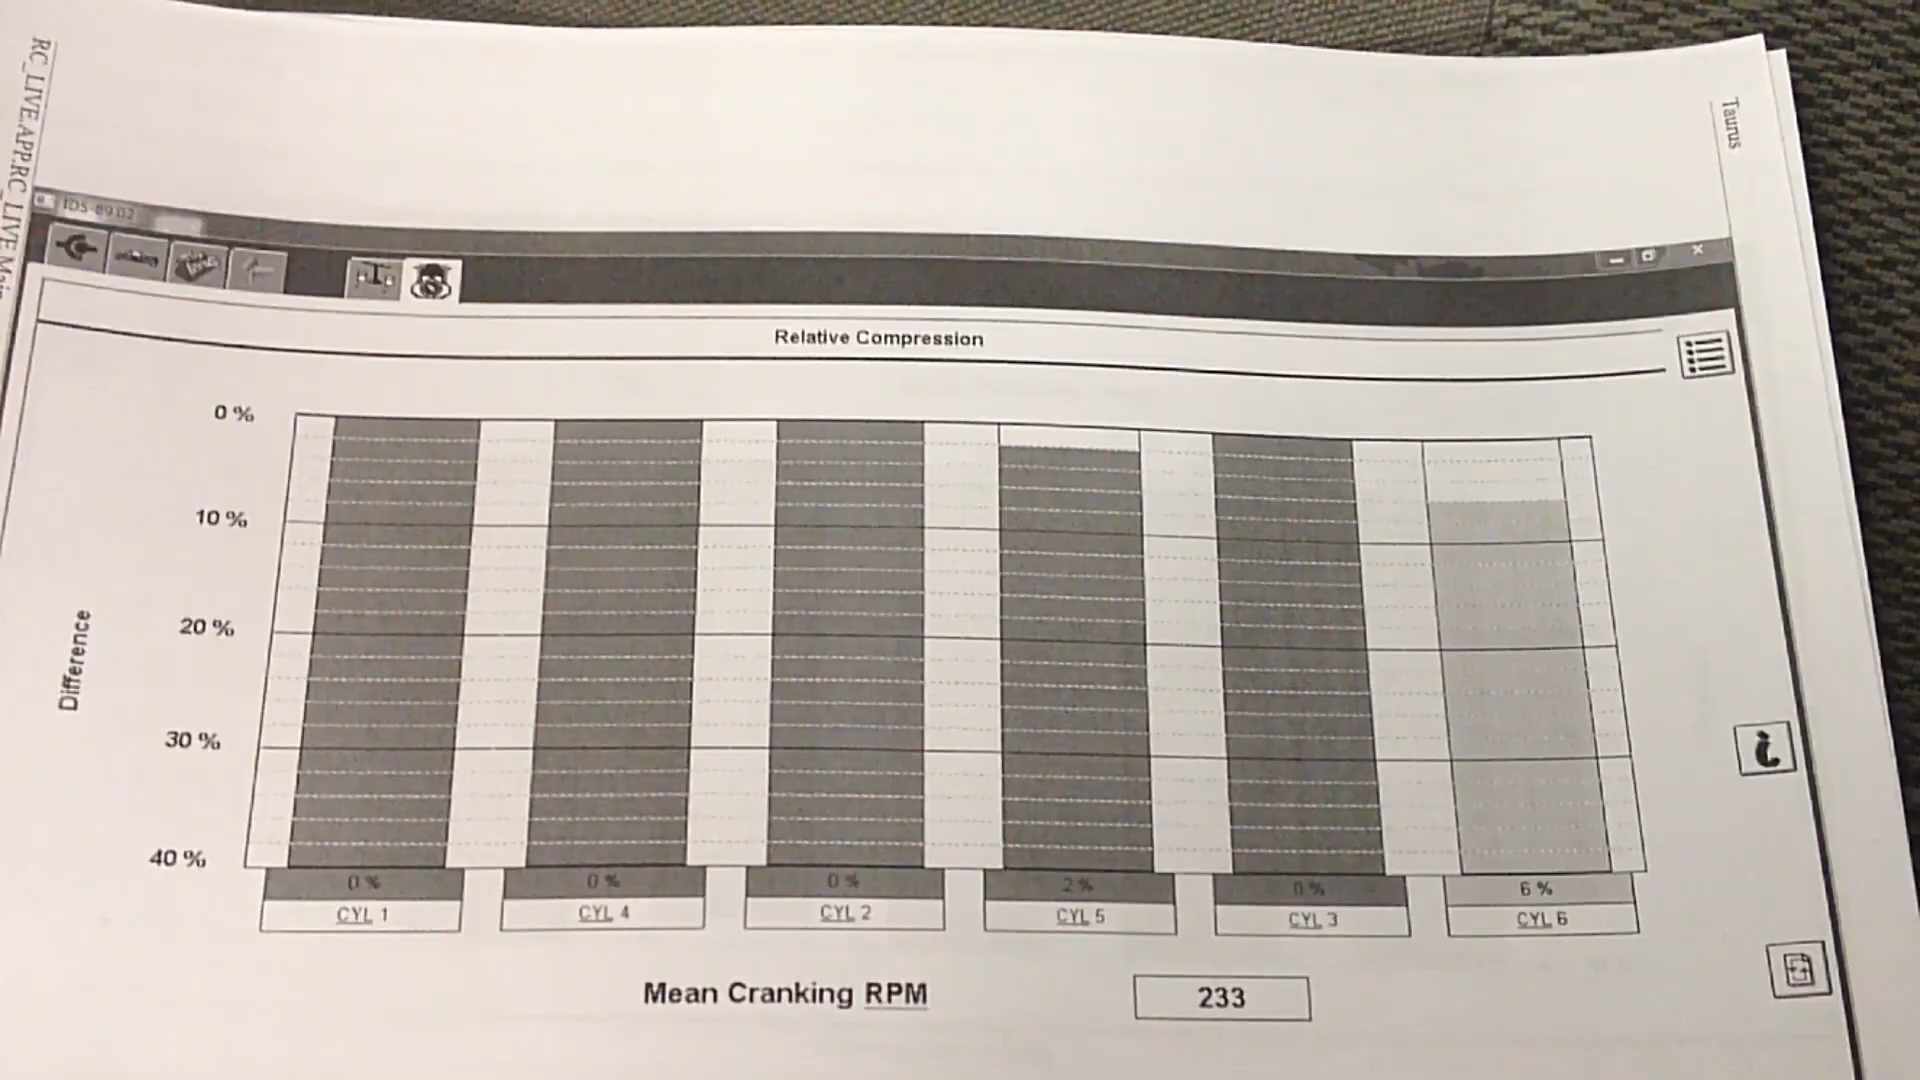 Taurus
RC_LIVE.APP.RC_LIVE.Main
IDS-89.02
Relative Compression
0 %
10 %
20 %
30 %
40 %
Difference
0 % 0 % 0 % 2 % 0 % 6 %
CYL 1 CYL 4 CYL 2 CYL 5 CYL 3 CYL 6
Mean Cranking RPM 233